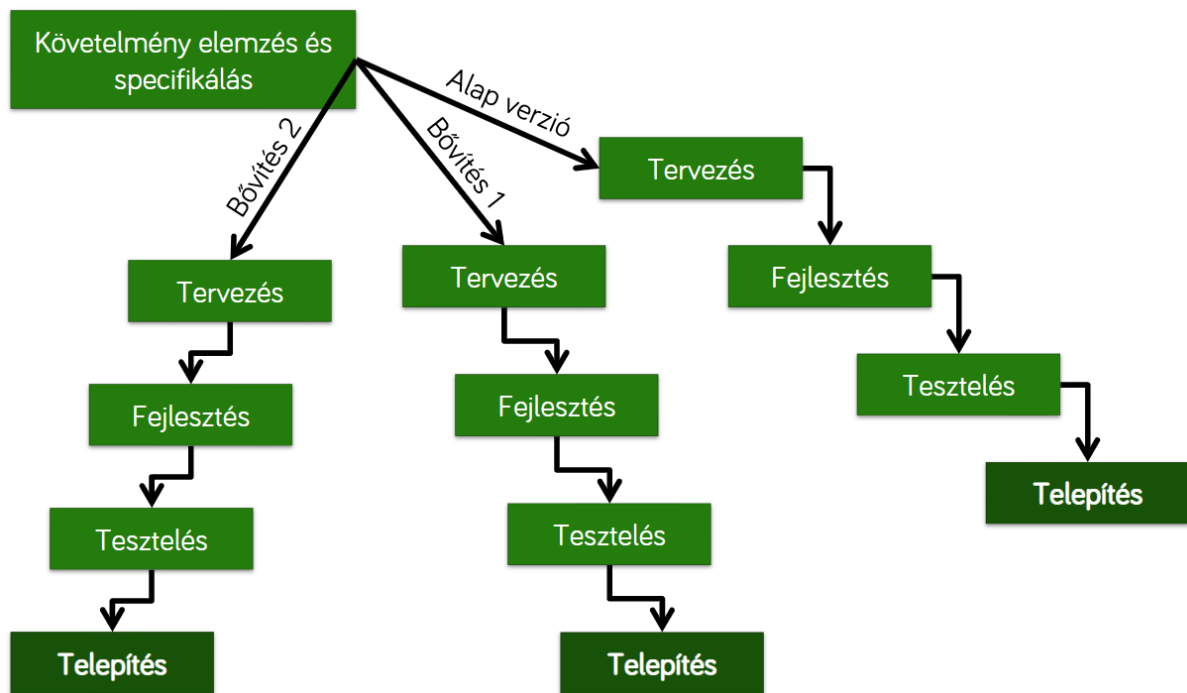 Követelmény elemzés és
specifikálás
Alap verzió
Bővítés 1
Bővítés 2
Tervezés
Fejlesztés
Tesztelés
Telepítés
Tervezés
Fejlesztés
Tesztelés
Telepítés
Tervezés
Fejlesztés
Tesztelés
Telepítés